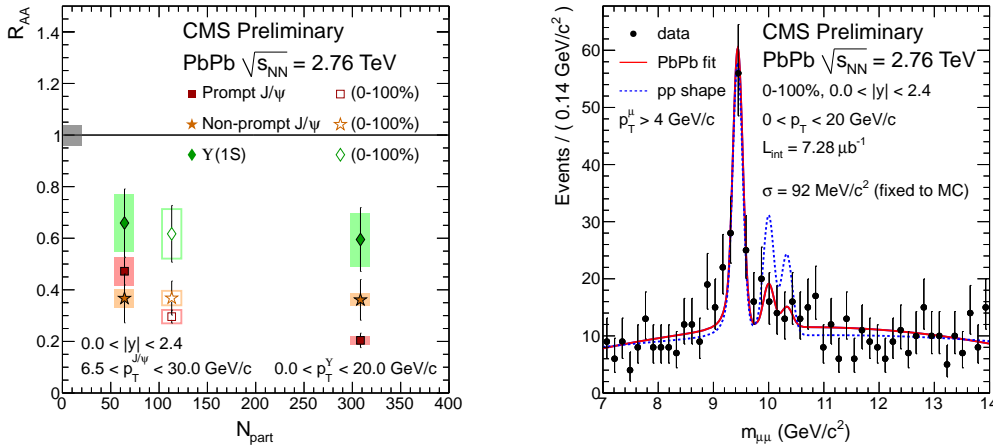 R_AA
1.4
1.2
1
0.8
0.6
0.4
0.2
0
0 50 100 150 200 250 300 350 400
N_part
CMS Preliminary
PbPb √s_NN = 2.76 TeV
Prompt J/ψ (0-100%)
Non-prompt J/ψ (0-100%)
Υ(1S) (0-100%)
0.0 < |y| < 2.4
6.5 < p_T^J/ψ < 30.0 GeV/c 0.0 < p_T^Υ < 20.0 GeV/c
Events / ( 0.14 GeV/c² )
60
50
40
30
20
10
0
7 8 9 10 11 12 13 14
m_μμ (GeV/c²)
data
PbPb fit
pp shape
p_T^μ > 4 GeV/c
CMS Preliminary
PbPb √s_NN = 2.76 TeV
0-100%, 0.0 < |y| < 2.4
0 < p_T < 20 GeV/c
L_int = 7.28 μb⁻¹
σ = 92 MeV/c² (fixed to MC)